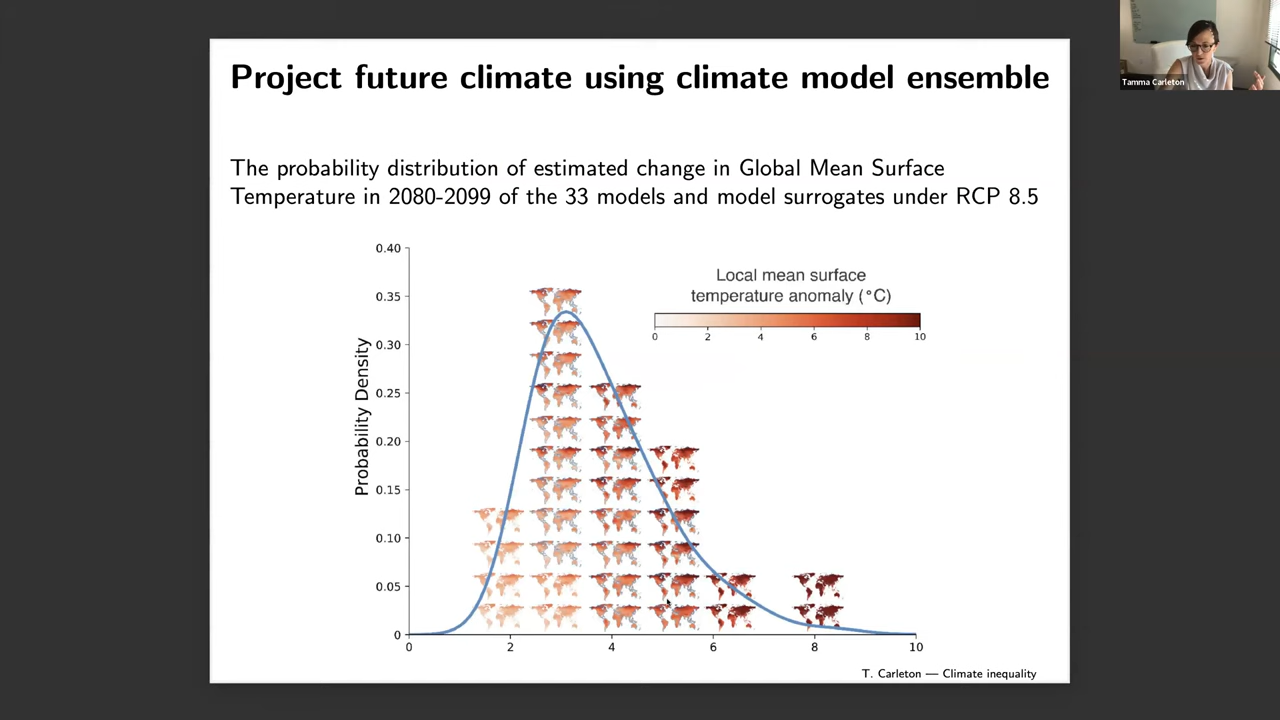 Project future climate using climate model ensemble
Tamma Carleton
The probability distribution of estimated change in Global Mean Surface
Temperature in 2080-2099 of the 33 models and model surrogates under RCP 8.5
Local mean surface
temperature anomaly (°C)
0 2 4 6 8 10
Probability Density
0.40
0.35
0.30
0.25
0.20
0.15
0.10
0.05
0
0 2 4 6 8 10
T. Carleton — Climate inequality